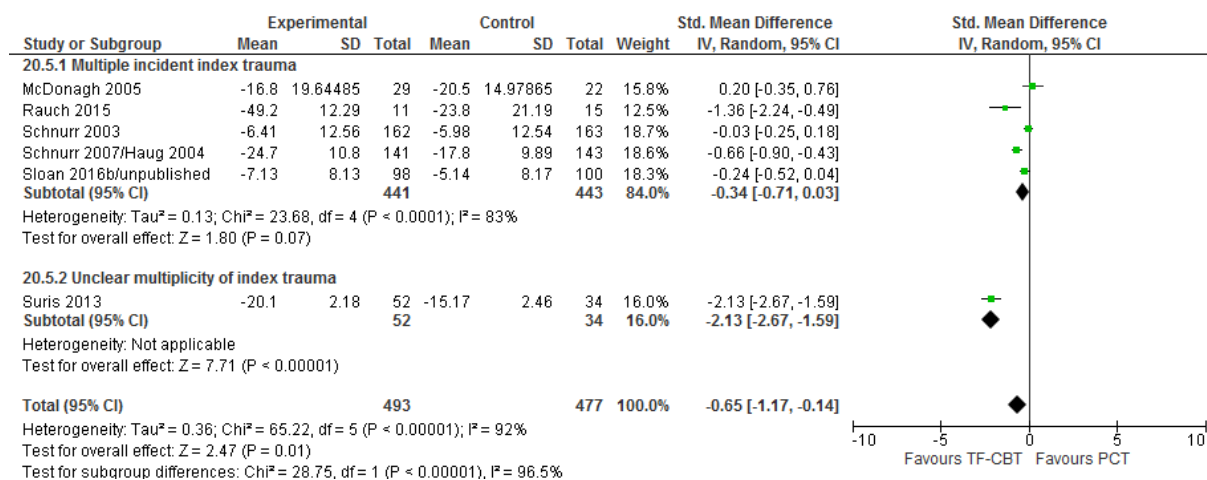 Experimental Control Std. Mean Difference Std. Mean Difference
Study or Subgroup Mean SD Total Mean SD Total Weight IV, Random, 95% CI IV, Random, 95% CI
20.5.1 Multiple incident index trauma
McDonagh 2005 -16.8 19.64485 29 -20.5 14.97865 22 15.8% 0.20 [-0.35, 0.76]
Rauch 2015 -49.2 12.29 11 -23.8 21.19 15 12.5% -1.36 [-2.24, -0.49]
Schnurr 2003 -6.41 12.56 162 -5.98 12.54 163 18.7% -0.03 [-0.25, 0.18]
Schnurr 2007/Haug 2004 -24.7 10.8 141 -17.8 9.89 143 18.6% -0.66 [-0.90, -0.43]
Sloan 2016b/unpublished -7.13 8.13 98 -5.14 8.17 100 18.3% -0.24 [-0.52, 0.04]
Subtotal (95% CI) 441 443 84.0% -0.34 [-0.71, 0.03]
Heterogeneity: Tau² = 0.13; Chi² = 23.68, df = 4 (P < 0.0001); I² = 83%
Test for overall effect: Z = 1.80 (P = 0.07)
20.5.2 Unclear multiplicity of index trauma
Suris 2013 -20.1 2.18 52 -15.17 2.46 34 16.0% -2.13 [-2.67, -1.59]
Subtotal (95% CI) 52 34 16.0% -2.13 [-2.67, -1.59]
Heterogeneity: Not applicable
Test for overall effect: Z = 7.71 (P < 0.00001)
Total (95% CI) 493 477 100.0% -0.65 [-1.17, -0.14]
Heterogeneity: Tau² = 0.36; Chi² = 65.22, df = 5 (P < 0.00001); I² = 92%
Test for overall effect: Z = 2.47 (P = 0.01)
Test for subgroup differences: Chi² = 28.75, df = 1 (P < 0.00001), I² = 96.5%
-10 -5 0 5 10
Favours TF-CBT Favours PCT